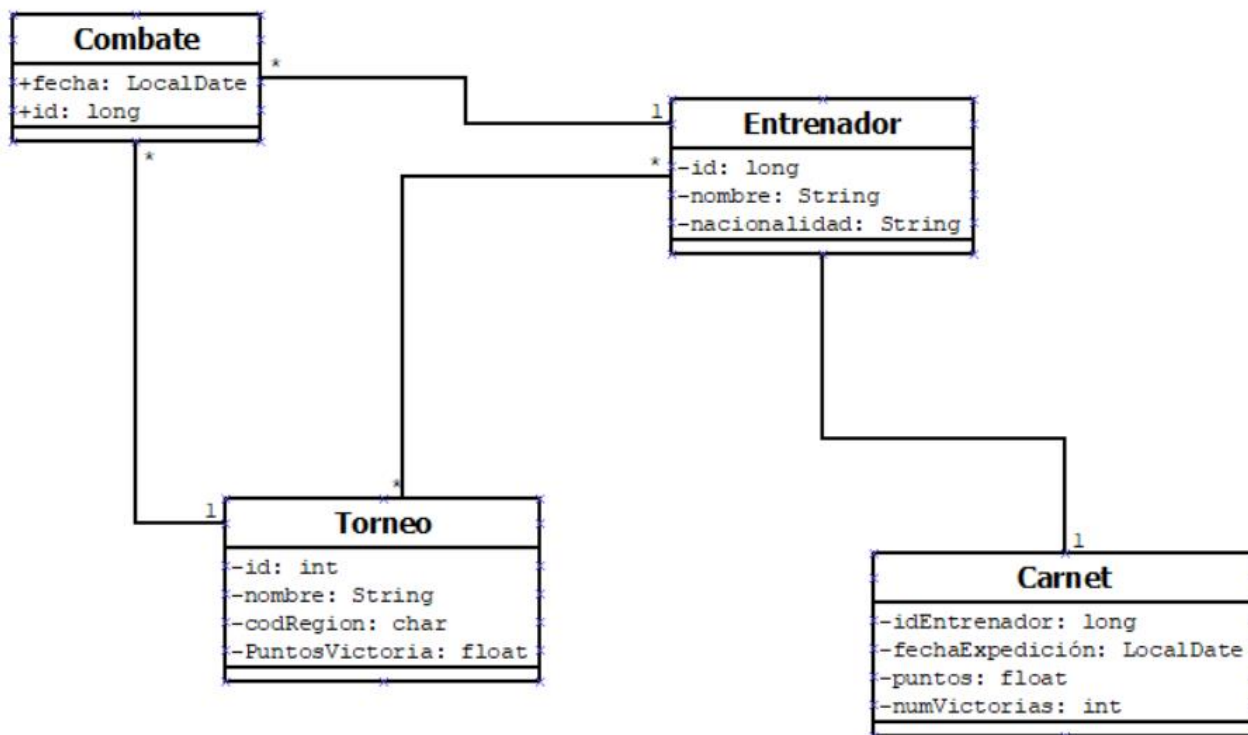 Combate
+fecha: LocalDate
+id: long
*
*
1
Entrenador
-id: long
-nombre: String
-nacionalidad: String
*
*
1
Torneo
-id: int
-nombre: String
-codRegion: char
-PuntosVictoria: float
1
Carnet
-idEntrenador: long
-fechaExpedición: LocalDate
-puntos: float
-numVictorias: int